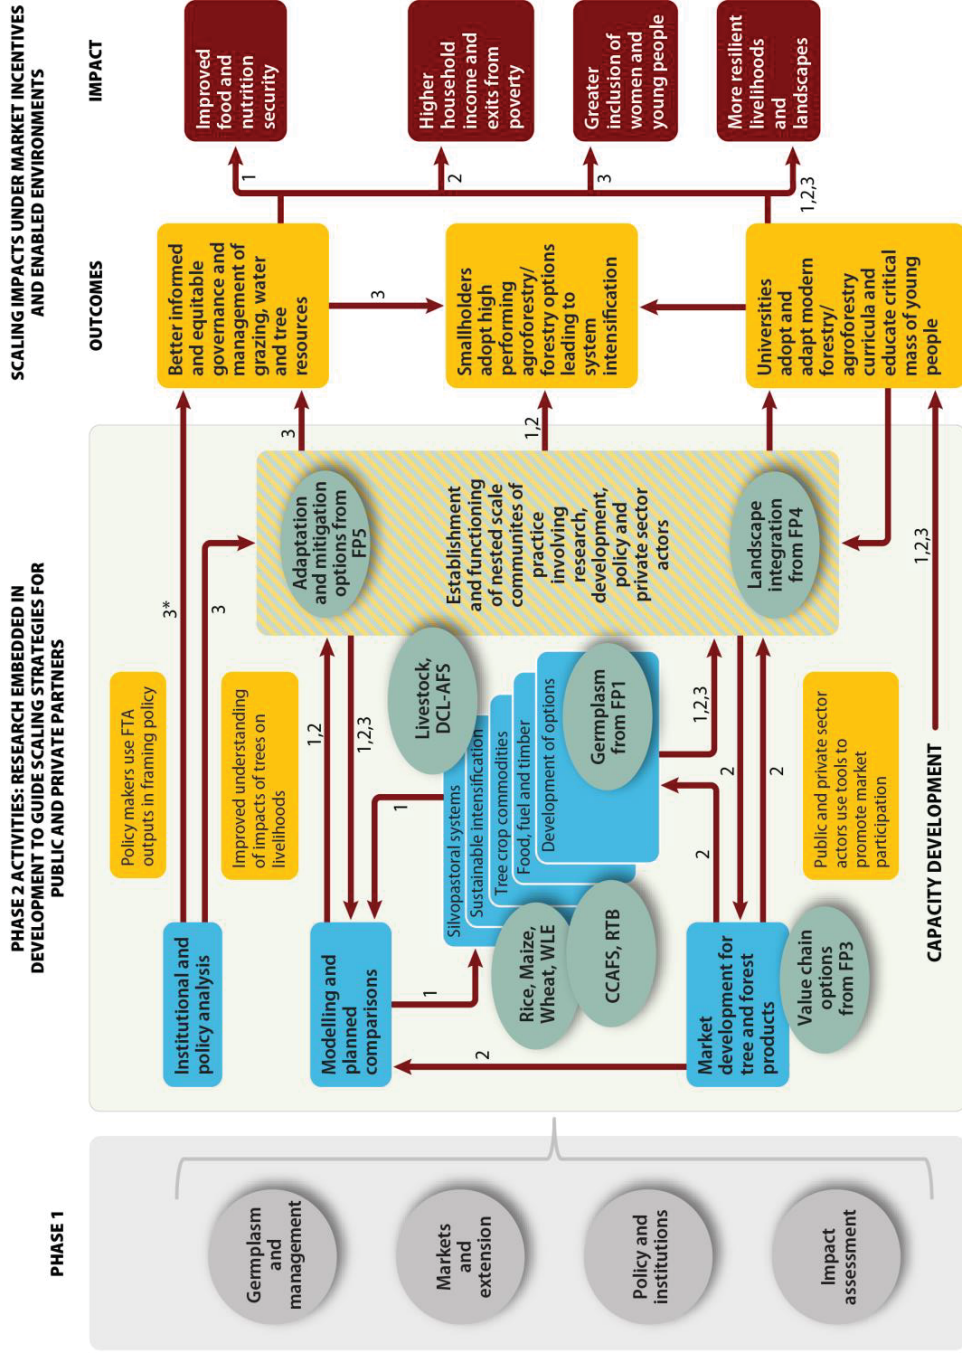 PHASE 1
Germplasm
and
management
Markets
and
extension
Policy and
institutions
Impact
assessment
PHASE 2 ACTIVITIES: RESEARCH EMBEDDED IN
DEVELOPMENT TO GUIDE SCALING STRATEGIES FOR
PUBLIC AND PRIVATE PARTNERS
Institutional and
policy analysis
Policy makers use FTA
outputs in framing policy
3*
3
Improved understanding
of impacts of trees on
livelihoods
Modelling and
planned
comparisons
1,2
1,2,3
1
1
2
Silvopastoral systems
Sustainable intensification
Tree crop commodities
Food, fuel and timber
Development of options
Livestock,
DCL-AFS
Rice, Maize,
Wheat, WLE
CCAFS, RTB
Germplasm
from FP1
Market
development for
tree and forest
products
Value chain
options
from FP3
2
1,2,3
2
2
Public and private sector
actors use tools to
promote market
participation
Adaptation
and mitigation
options from
FP5
Establishment
and functioning
of nested scale
communites of
practice
involving
research,
development,
policy and
private sector
actors
Landscape
integration
from FP4
CAPACITY DEVELOPMENT
1,2,3
3
1,2
SCALING IMPACTS UNDER MARKET INCENTIVES
AND ENABLED ENVIRONMENTS
OUTCOMES
Better informed
and equitable
governance and
management of
grazing, water
and tree
resources
3
Smallholders
adopt high
performing
agroforestry/
forestry options
leading to
system
intensification
Universities
adopt and
adapt modern
forestry/
agroforestry
curricula and
educate critical
mass of young
people
IMPACT
1
2
3
1,2,3
Improved
food and
nutrition
security
Higher
household
income and
exits from
poverty
Greater
inclusion of
women and
young people
More resilient
livelihoods
and
landscapes